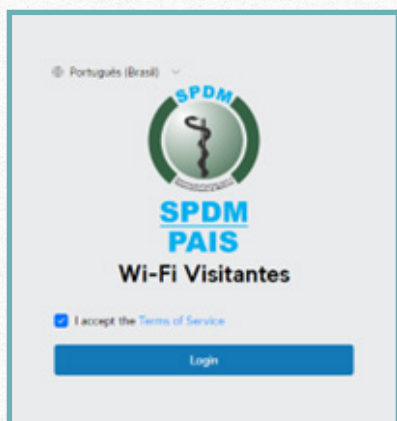 Português (Brasil)
SPDM
SPDM
PAIS
Wi-Fi Visitantes
I accept the Terms of Service
Login